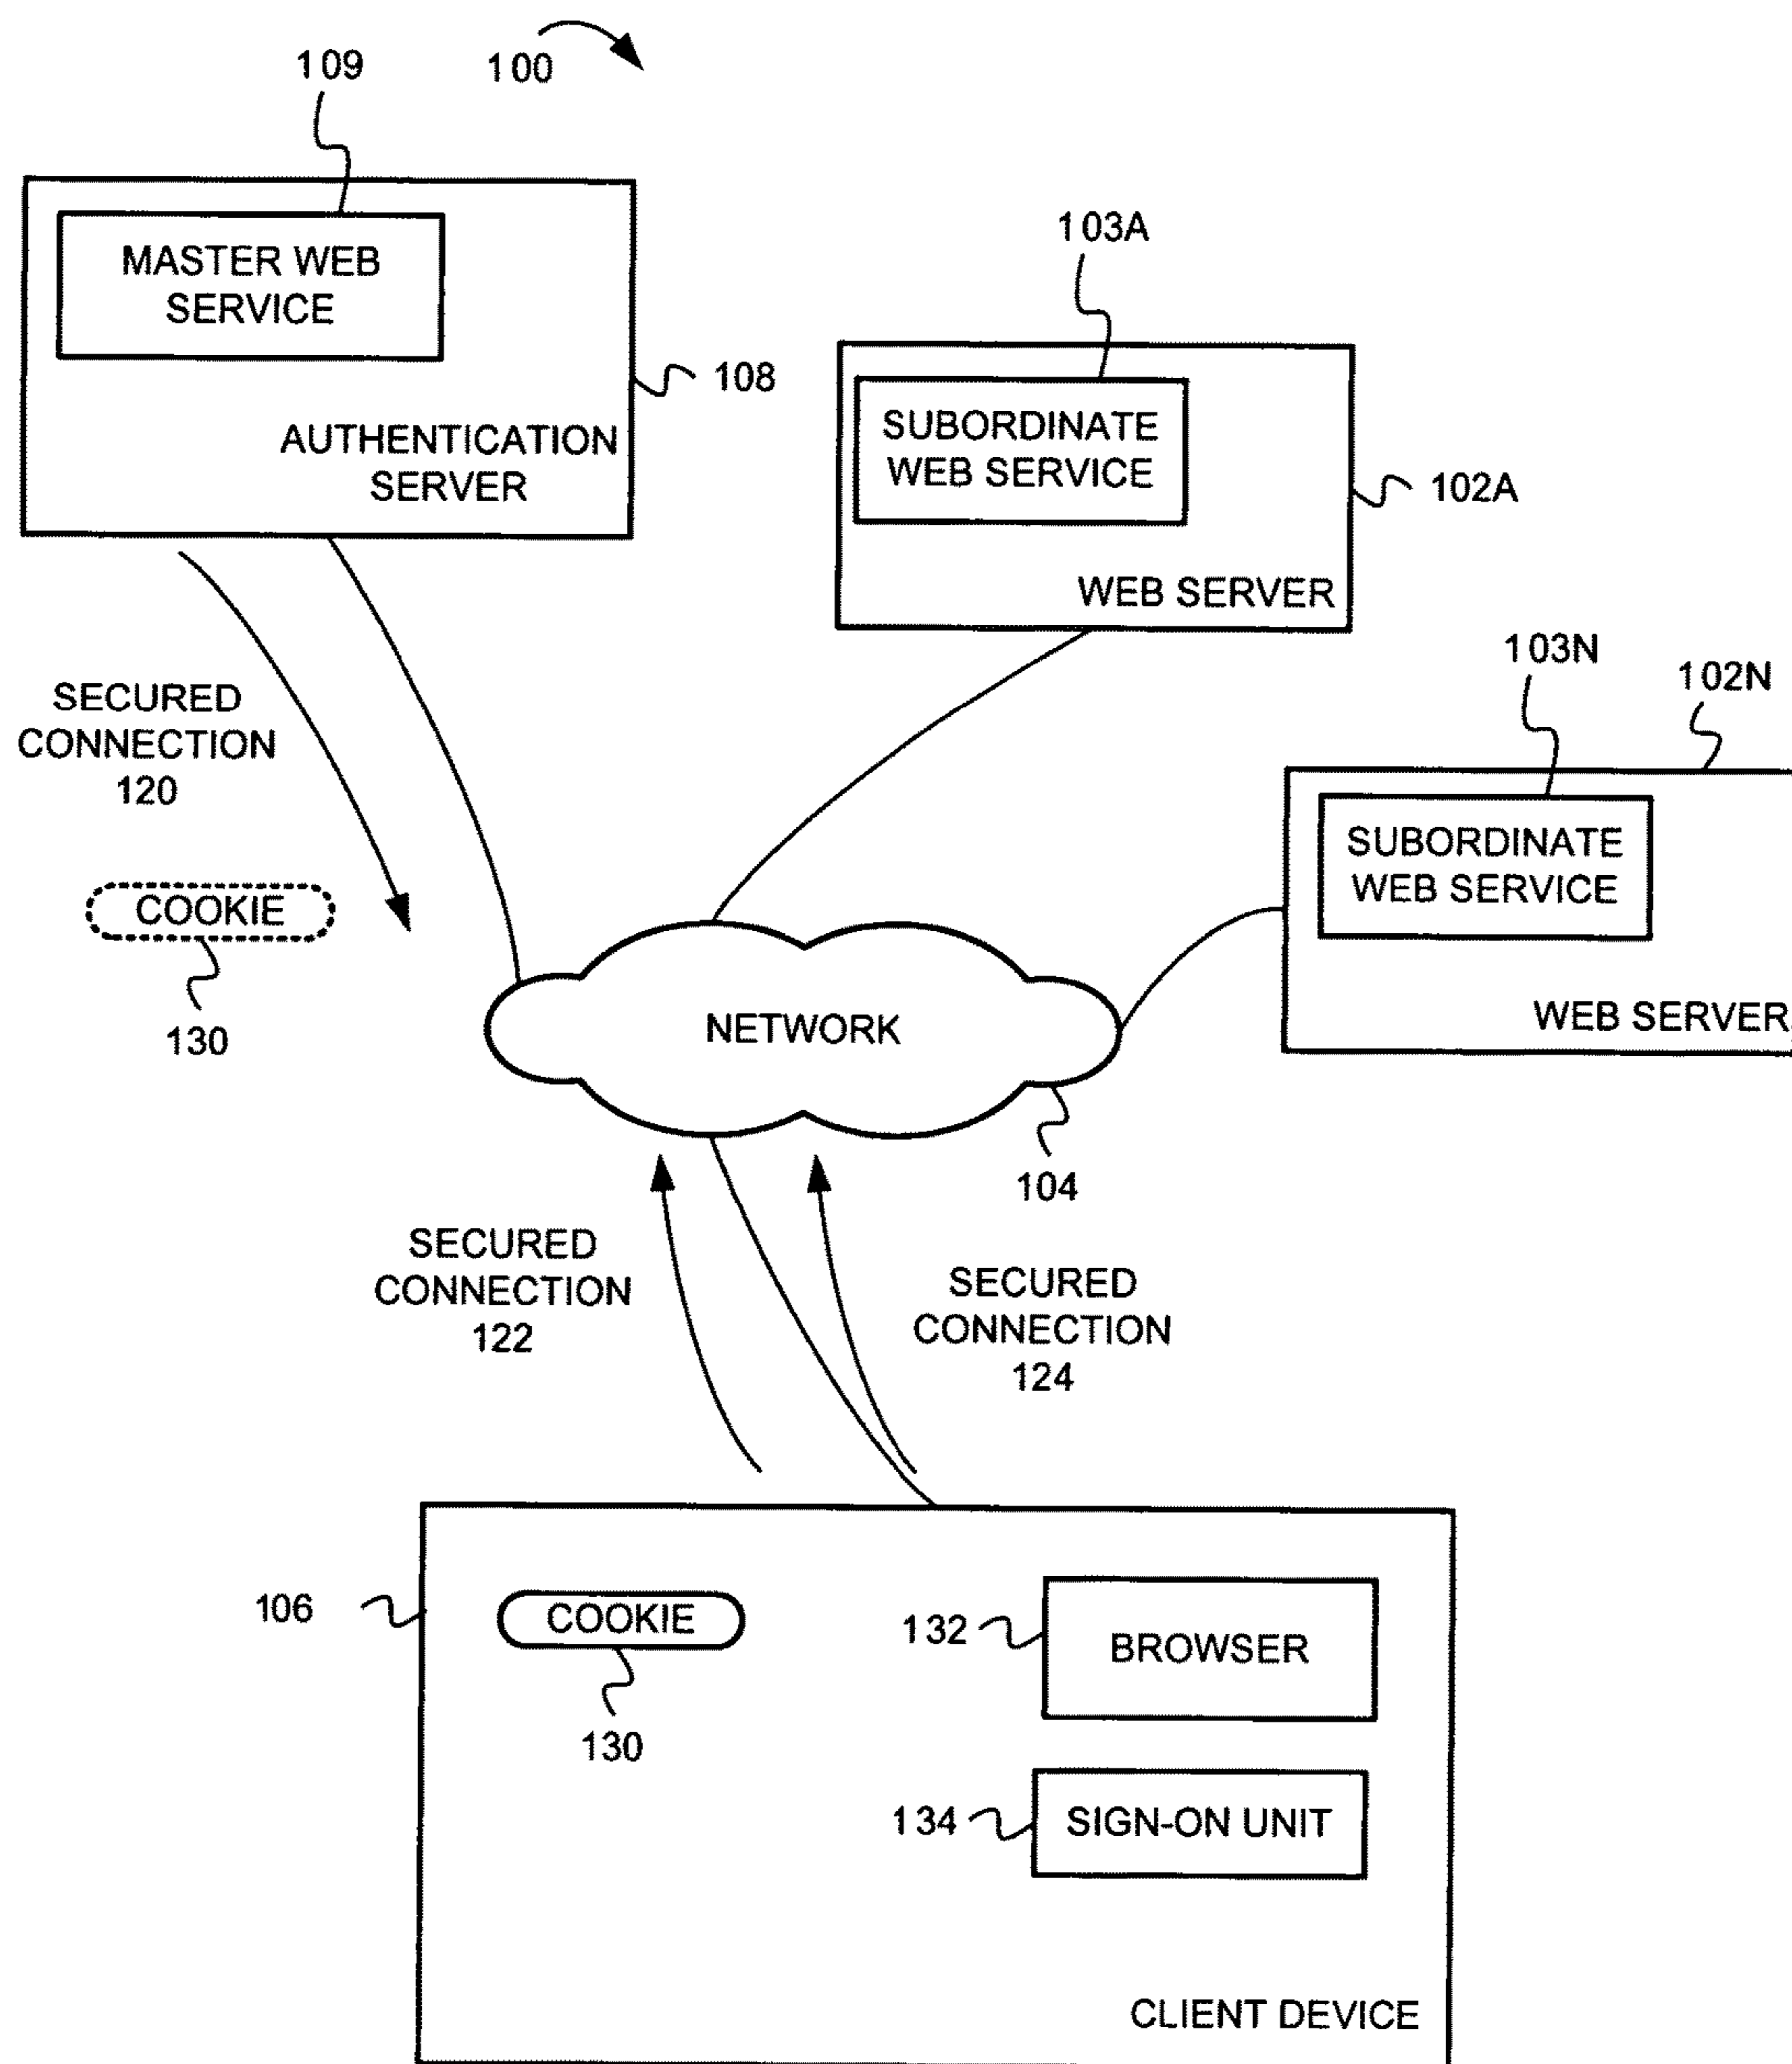 100
109
MASTER WEB
SERVICE
108
AUTHENTICATION
SERVER
103A
SUBORDINATE
WEB SERVICE
102A
WEB SERVER
103N
102N
SUBORDINATE
WEB SERVICE
WEB SERVER
SECURED
CONNECTION
120
COOKIE
130
NETWORK
104
SECURED
CONNECTION
122
SECURED
CONNECTION
124
106
COOKIE
130
132
BROWSER
134
SIGN-ON UNIT
CLIENT DEVICE